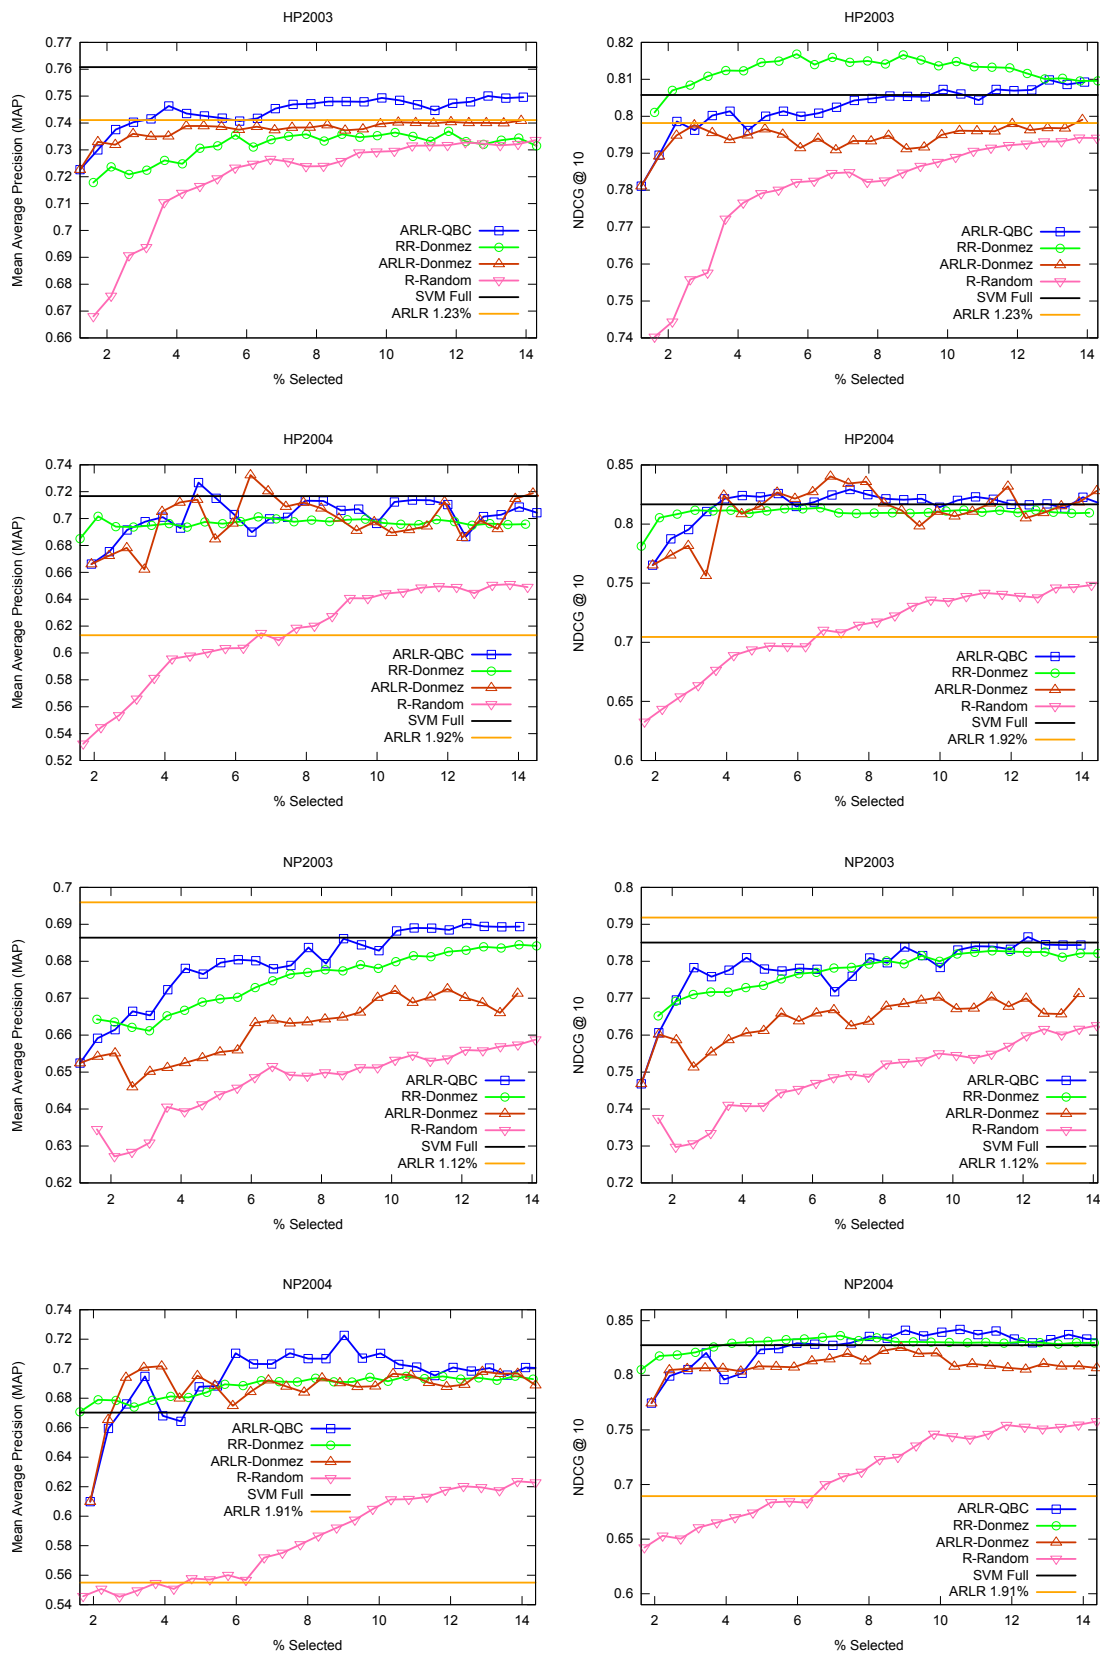 HP2003
0.77
0.76
0.75
0.74
0.73
0.72
0.71
0.7
0.69
0.68
0.67
0.66
2 4 6 8 10 12 14
Mean Average Precision (MAP)
% Selected
ARLR-QBC
RR-Donmez
ARLR-Donmez
R-Random
SVM Full
ARLR 1.23%
HP2003
0.82
0.81
0.8
0.79
0.78
0.77
0.76
0.75
0.74
2 4 6 8 10 12 14
NDCG @ 10
% Selected
ARLR-QBC
RR-Donmez
ARLR-Donmez
R-Random
SVM Full
ARLR 1.23%
HP2004
0.74
0.72
0.7
0.68
0.66
0.64
0.62
0.6
0.58
0.56
0.54
0.52
2 4 6 8 10 12 14
Mean Average Precision (MAP)
% Selected
ARLR-QBC
RR-Donmez
ARLR-Donmez
R-Random
SVM Full
ARLR 1.92%
HP2004
0.85
0.8
0.75
0.7
0.65
0.6
2 4 6 8 10 12 14
NDCG @ 10
% Selected
ARLR-QBC
RR-Donmez
ARLR-Donmez
R-Random
SVM Full
ARLR 1.92%
NP2003
0.7
0.69
0.68
0.67
0.66
0.65
0.64
0.63
0.62
2 4 6 8 10 12 14
Mean Average Precision (MAP)
% Selected
ARLR-QBC
RR-Donmez
ARLR-Donmez
R-Random
SVM Full
ARLR 1.12%
NP2003
0.8
0.79
0.78
0.77
0.76
0.75
0.74
0.73
0.72
2 4 6 8 10 12 14
NDCG @ 10
% Selected
ARLR-QBC
RR-Donmez
ARLR-Donmez
R-Random
SVM Full
ARLR 1.12%
NP2004
0.74
0.72
0.7
0.68
0.66
0.64
0.62
0.6
0.58
0.56
0.54
2 4 6 8 10 12 14
Mean Average Precision (MAP)
% Selected
ARLR-QBC
RR-Donmez
ARLR-Donmez
R-Random
SVM Full
ARLR 1.91%
NP2004
0.85
0.8
0.75
0.7
0.65
0.6
2 4 6 8 10 12 14
NDCG @ 10
% Selected
ARLR-QBC
RR-Donmez
ARLR-Donmez
R-Random
SVM Full
ARLR 1.91%